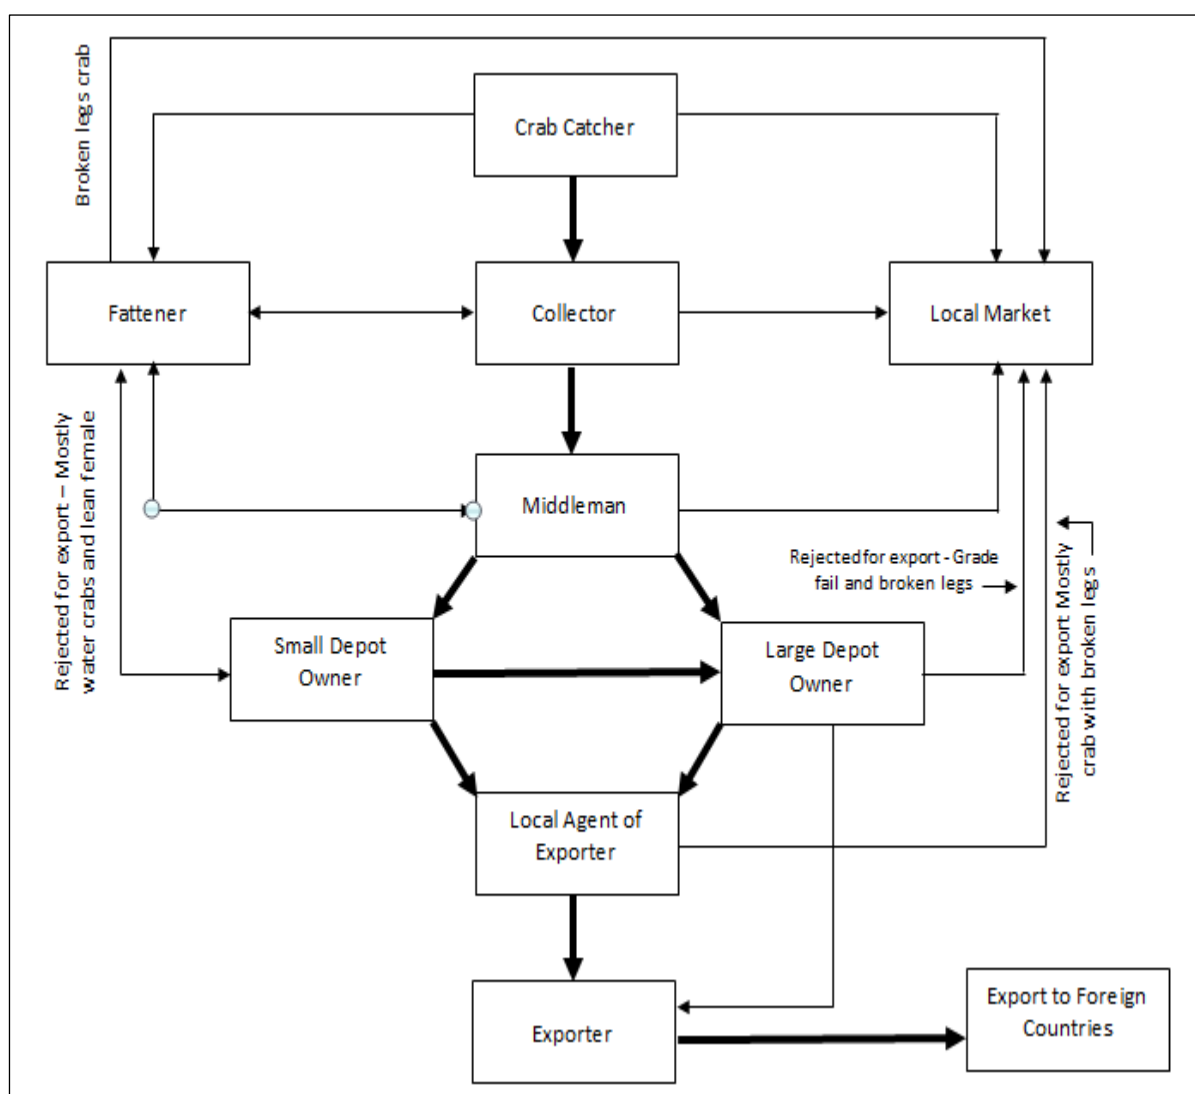 Broken legs crab
Crab Catcher
Fattener
Collector
Local Market
Rejected for export – Mostly
water crabs and lean female
Middleman
Rejected for export - Grade
fail and broken legs
Rejected for export Mostly
crab with broken legs
Small Depot
Owner
Large Depot
Owner
Local Agent of
Exporter
Exporter
Export to Foreign
Countries